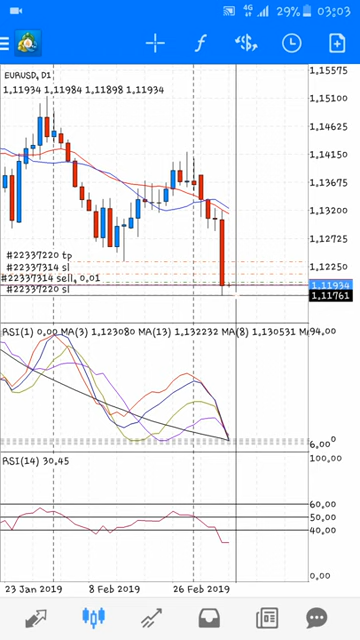 4G 29% 03:03
EURUSD, D1
1,11934 1,11984 1,11898 1,11934
1,15575
1,15100
1,14625
1,14150
1,13675
1,13200
1,12725
1,12250
1,11934
1,11761
#22337220 tp
#22337314 sl
#22337314 sell, 0,01
#22337220 sl
RSI(1) 0,00 MA(3) 1,123080 MA(13) 1,132232 MA(8) 1,130531 M
94,00
6,00
RSI(14) 30,45
100,00
60,00
50,00
40,00
0,00
23 Jan 2019 8 Feb 2019 26 Feb 2019